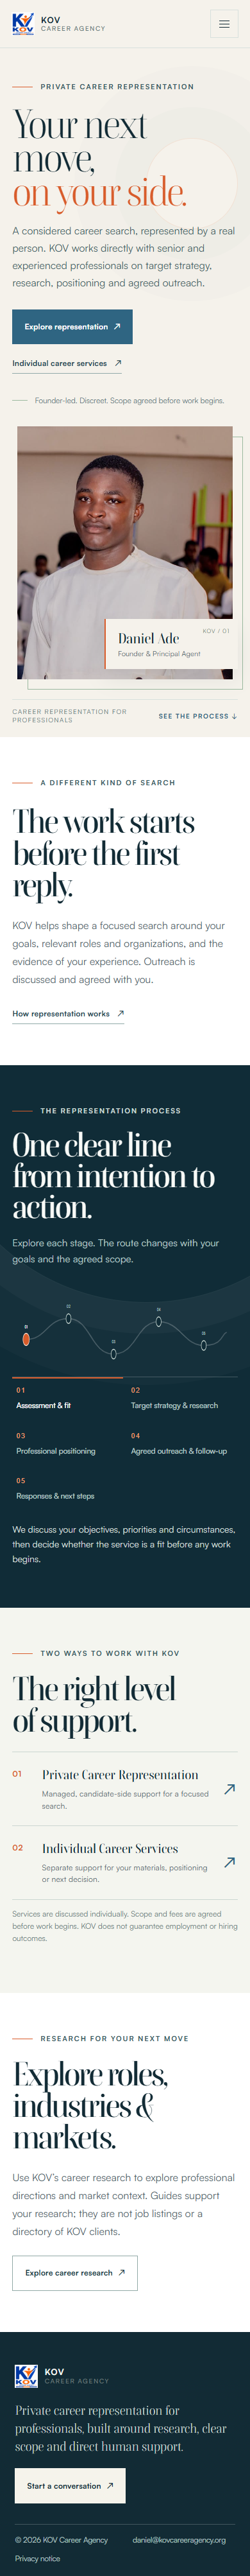 KOV
CAREER AGENCY
PRIVATE CAREER REPRESENTATION
Your next
move,
on your side.
A considered career search, represented by a real
person. KOV works directly with senior and
experienced professionals on target strategy,
research, positioning and agreed outreach.
Explore representation ↗
Individual career services ↗
Founder-led. Discreet. Scope agreed before work begins.
KOV / 01
Daniel Ade
Founder & Principal Agent
CAREER REPRESENTATION FOR
PROFESSIONALS
SEE THE PROCESS ↓
A DIFFERENT KIND OF SEARCH
The work starts
before the first
reply.
KOV helps shape a focused search around your
goals, relevant roles and organizations, and the
evidence of your experience. Outreach is
discussed and agreed with you.
How representation works ↗
THE REPRESENTATION PROCESS
One clear line
from intention to
action.
Explore each stage. The route changes with your
goals and the agreed scope.
01
Assessment & fit
02
Target strategy & research
03
Professional positioning
04
Agreed outreach & follow-up
05
Responses & next steps
We discuss your objectives, priorities and circumstances,
then decide whether the service is a fit before any work
begins.
TWO WAYS TO WORK WITH KOV
The right level
of support.
01
Private Career Representation
Managed, candidate-side support for a focused
search.
02
Individual Career Services
Separate support for your materials, positioning
or next decision.
Services are discussed individually. Scope and fees are agreed
before work begins. KOV does not guarantee employment or hiring
outcomes.
RESEARCH FOR YOUR NEXT MOVE
Explore roles,
industries &
markets.
Use KOV's career research to explore professional
directions and market context. Guides support
your research; they are not job listings or a
directory of KOV clients.
Explore career research ↗
KOV
CAREER AGENCY
Private career representation for
professionals, built around research, clear
scope and direct human support.
Start a conversation ↗
© 2026 KOV Career Agency
daniel@kovcareeragency.org
Privacy notice